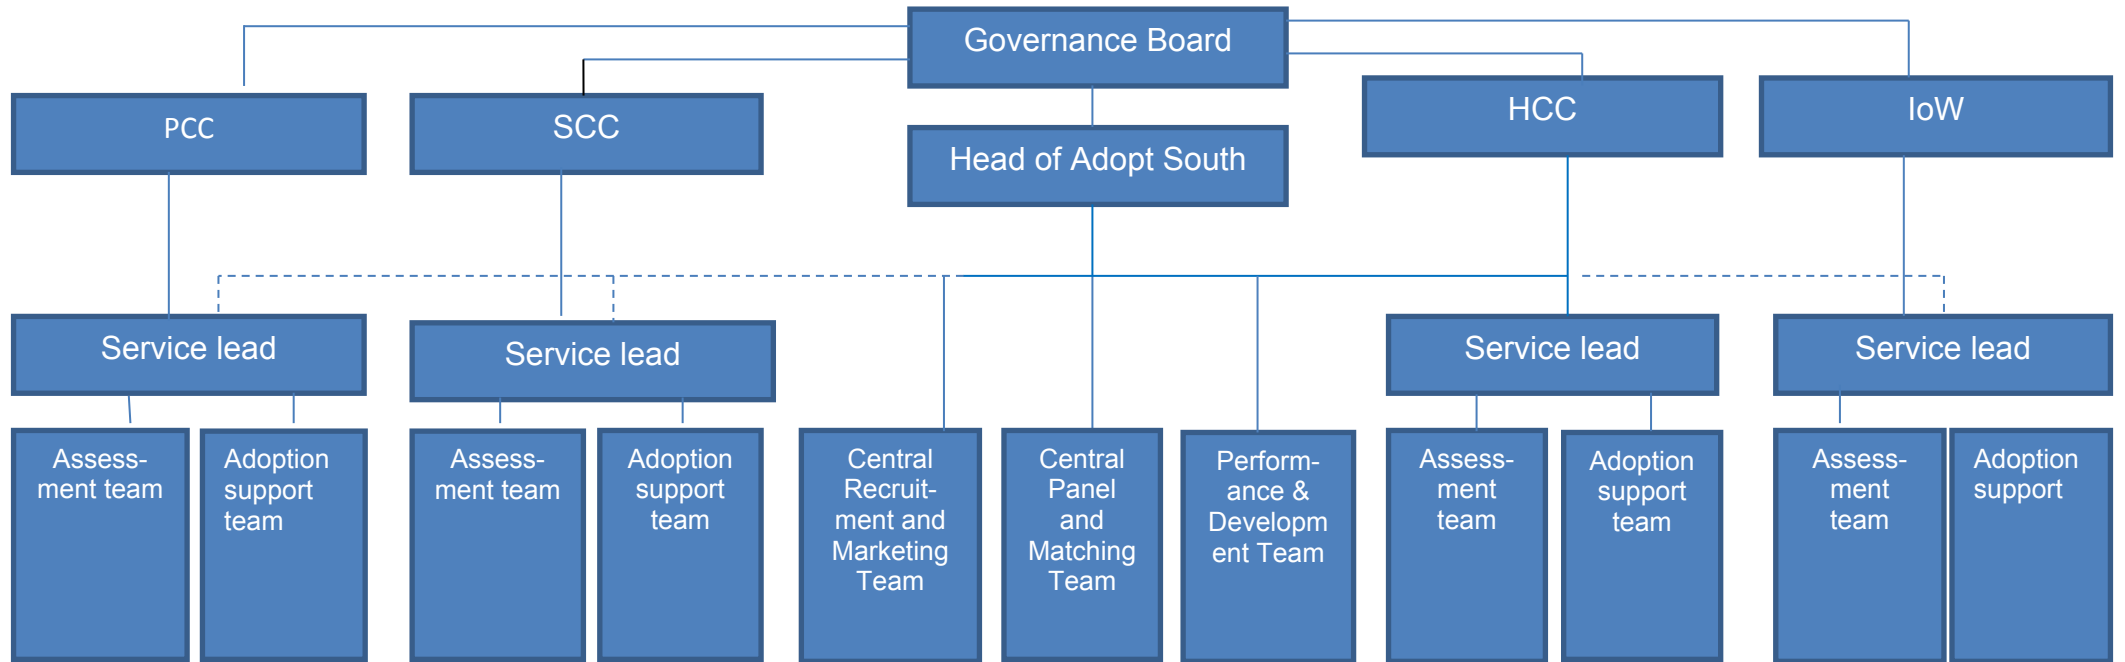 Governance Board
PCC
SCC
Head of Adopt South
HCC
IoW
Service lead
Service lead
Service lead
Service lead
Assess-
ment team
Adoption
support
team
Assess-
ment team
Adoption
support
team
Central
Recruit-
ment and
Marketing
Team
Central
Panel
and
Matching
Team
Perform-
ance &
Developm
ent Team
Assess-
ment
team
Adoption
support
team
Assess-
ment
team
Adoption
support